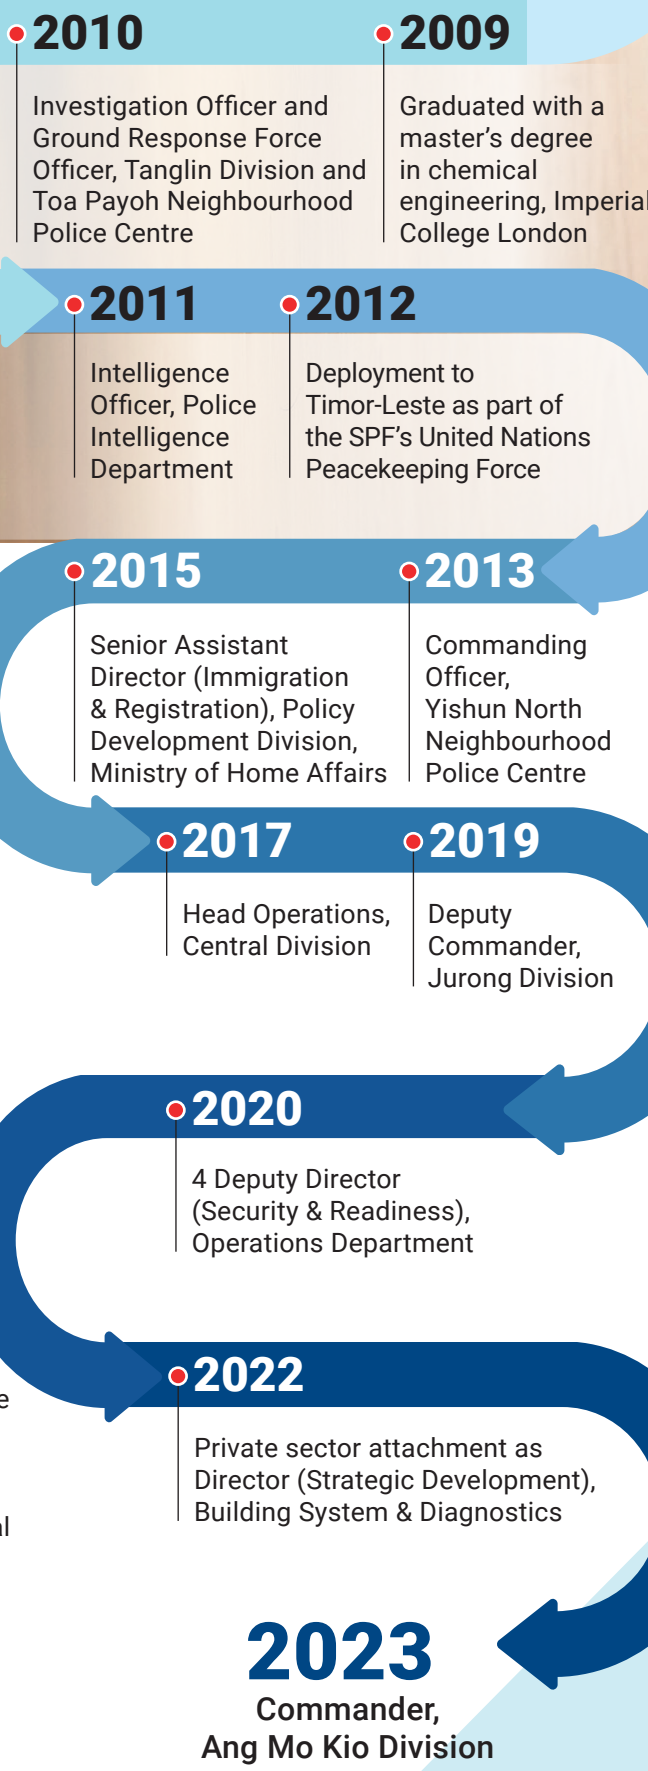 2009
Graduated with a
master’s degree
in chemical
engineering, Imperial
College London
2010
Investigation Officer and
Ground Response Force
Officer, Tanglin Division and
Toa Payoh Neighbourhood
Police Centre
2011
Intelligence
Officer, Police
Intelligence
Department
2012
Deployment to
Timor-Leste as part of
the SPF’s United Nations
Peacekeeping Force
2013
Commanding
Officer,
Yishun North
Neighbourhood
Police Centre
2015
Senior Assistant
Director (Immigration
& Registration), Policy
Development Division,
Ministry of Home Affairs
2017
Head Operations,
Central Division
2019
Deputy
Commander,
Jurong Division
2020
4 Deputy Director
(Security & Readiness),
Operations Department
2022
Private sector attachment as
Director (Strategic Development),
Building System & Diagnostics
2023
Commander,
Ang Mo Kio Division